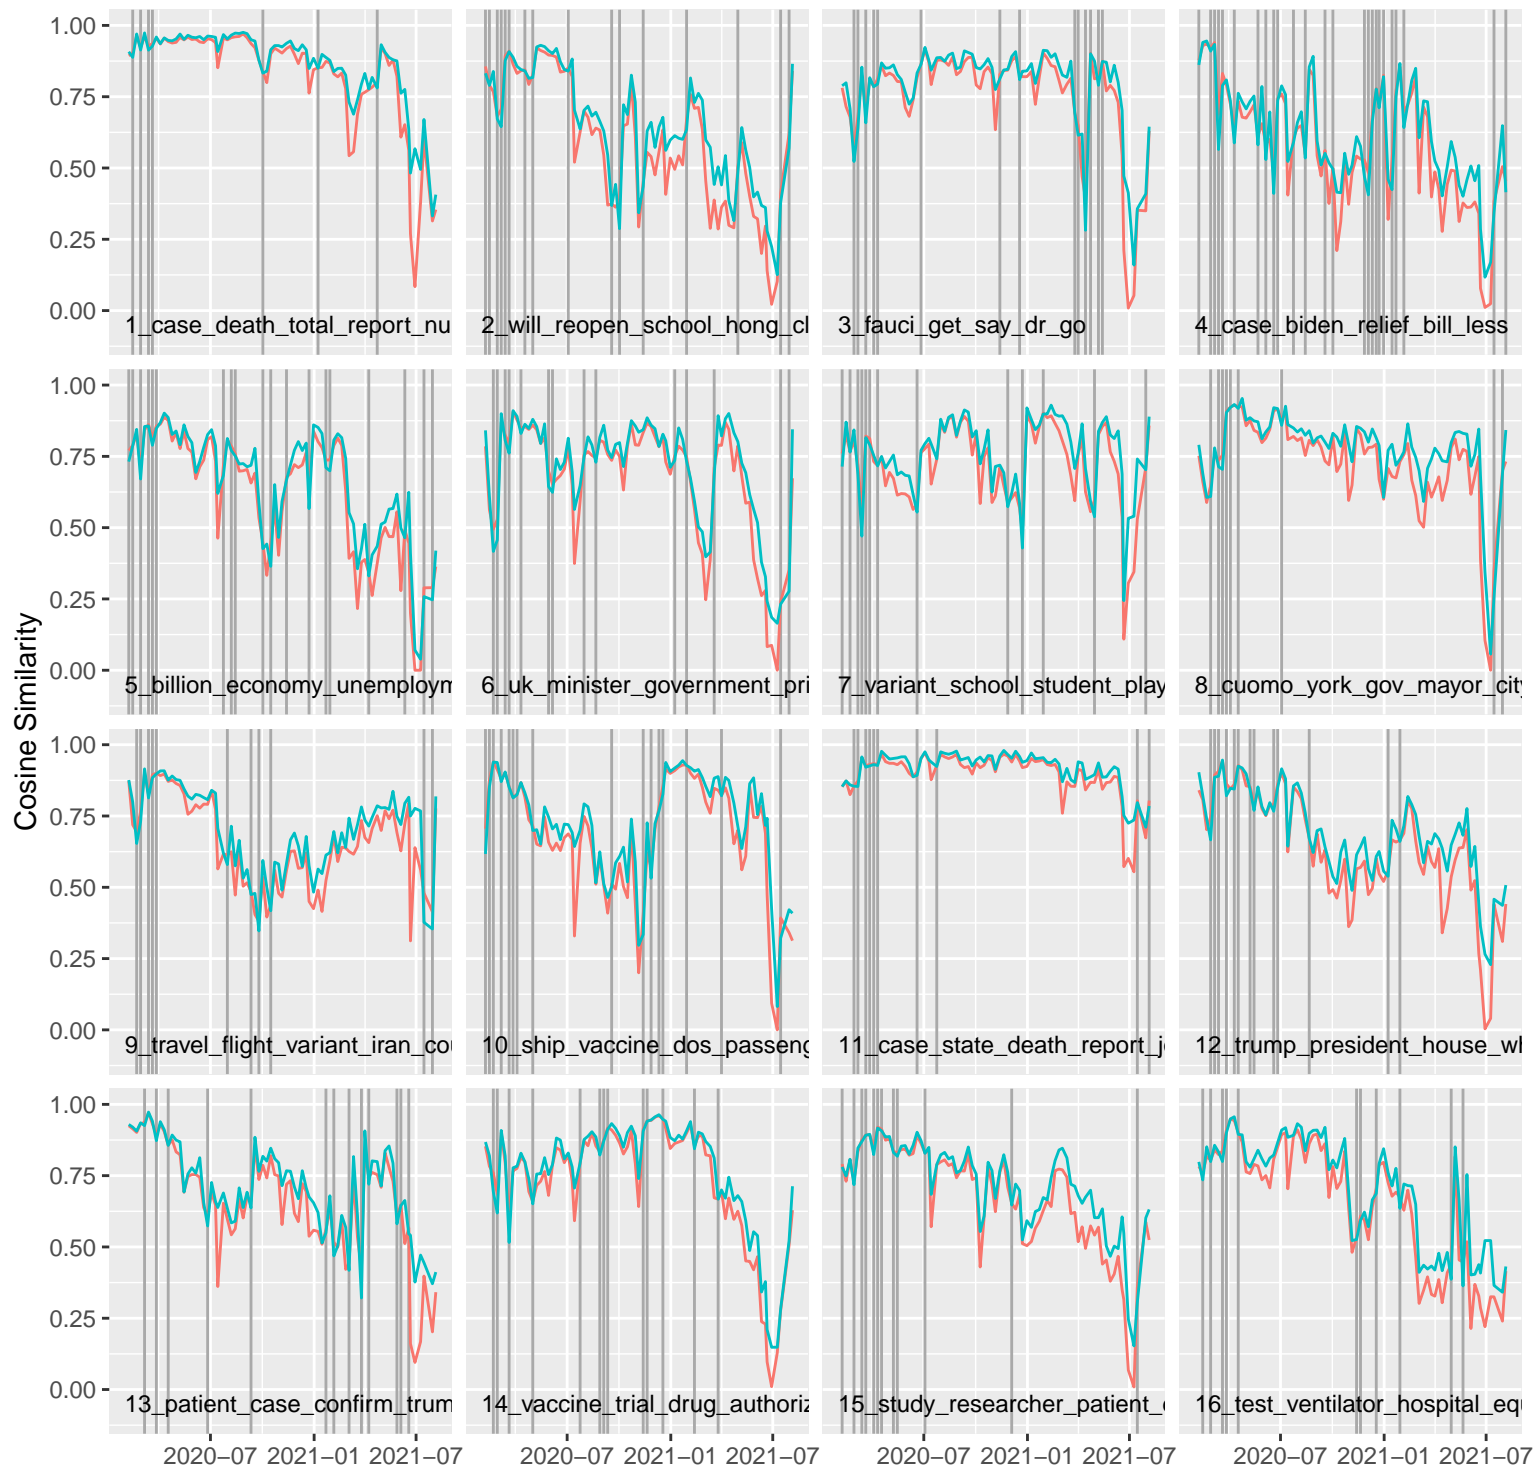 Cosine Similarity
1.00
0.75
0.50
0.25
0.00
1_case_death_total_report_nu
2_will_reopen_school_hong_cl
3_fauci_get_say_dr_go
4_case_biden_relief_bill_less
1.00
0.75
0.50
0.25
0.00
5_billion_economy_unemploym
6_uk_minister_government_pri
7_variant_school_student_play
8_cuomo_york_gov_mayor_city
1.00
0.75
0.50
0.25
0.00
9_travel_flight_variant_iran_cou
10_ship_vaccine_dos_passeng
11_case_state_death_report_j
12_trump_president_house_wh
1.00
0.75
0.50
0.25
0.00
13_patient_case_confirm_trum
14_vaccine_trial_drug_authoriz
15_study_researcher_patient_
16_test_ventilator_hospital_equ
2020−07 2021−01 2021−07
2020−07 2021−01 2021−07
2020−07 2021−01 2021−07
2020−07 2021−01 2021−07